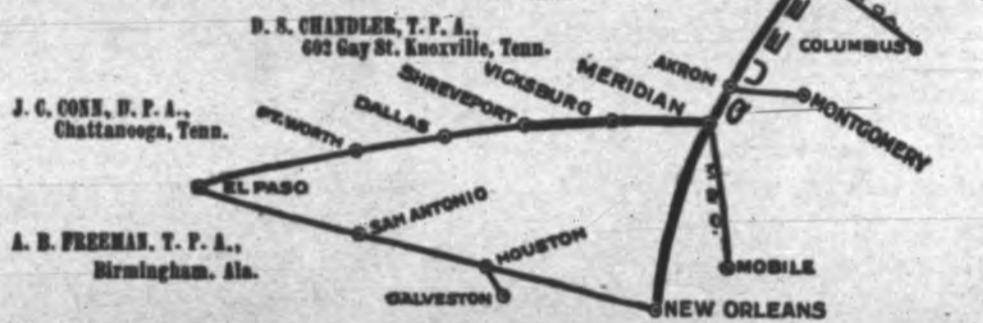 D. S. CHANDLER, T. P. A.,
602 Gay St. Knoxville, Tenn.
J. C. CONN, D. P. A.,
Chattanooga, Tenn.
A. B. FREEMAN, T. P. A.,
Birmingham, Ala.
COLUMBUS
AKRON
MONTGOMERY
MERIDIAN
VICKSBURG
SHREVEPORT
DALLAS
FT. WORTH
EL PASO
SAN ANTONIO
HOUSTON
GALVESTON
M & O.
MOBILE
NEW ORLEANS